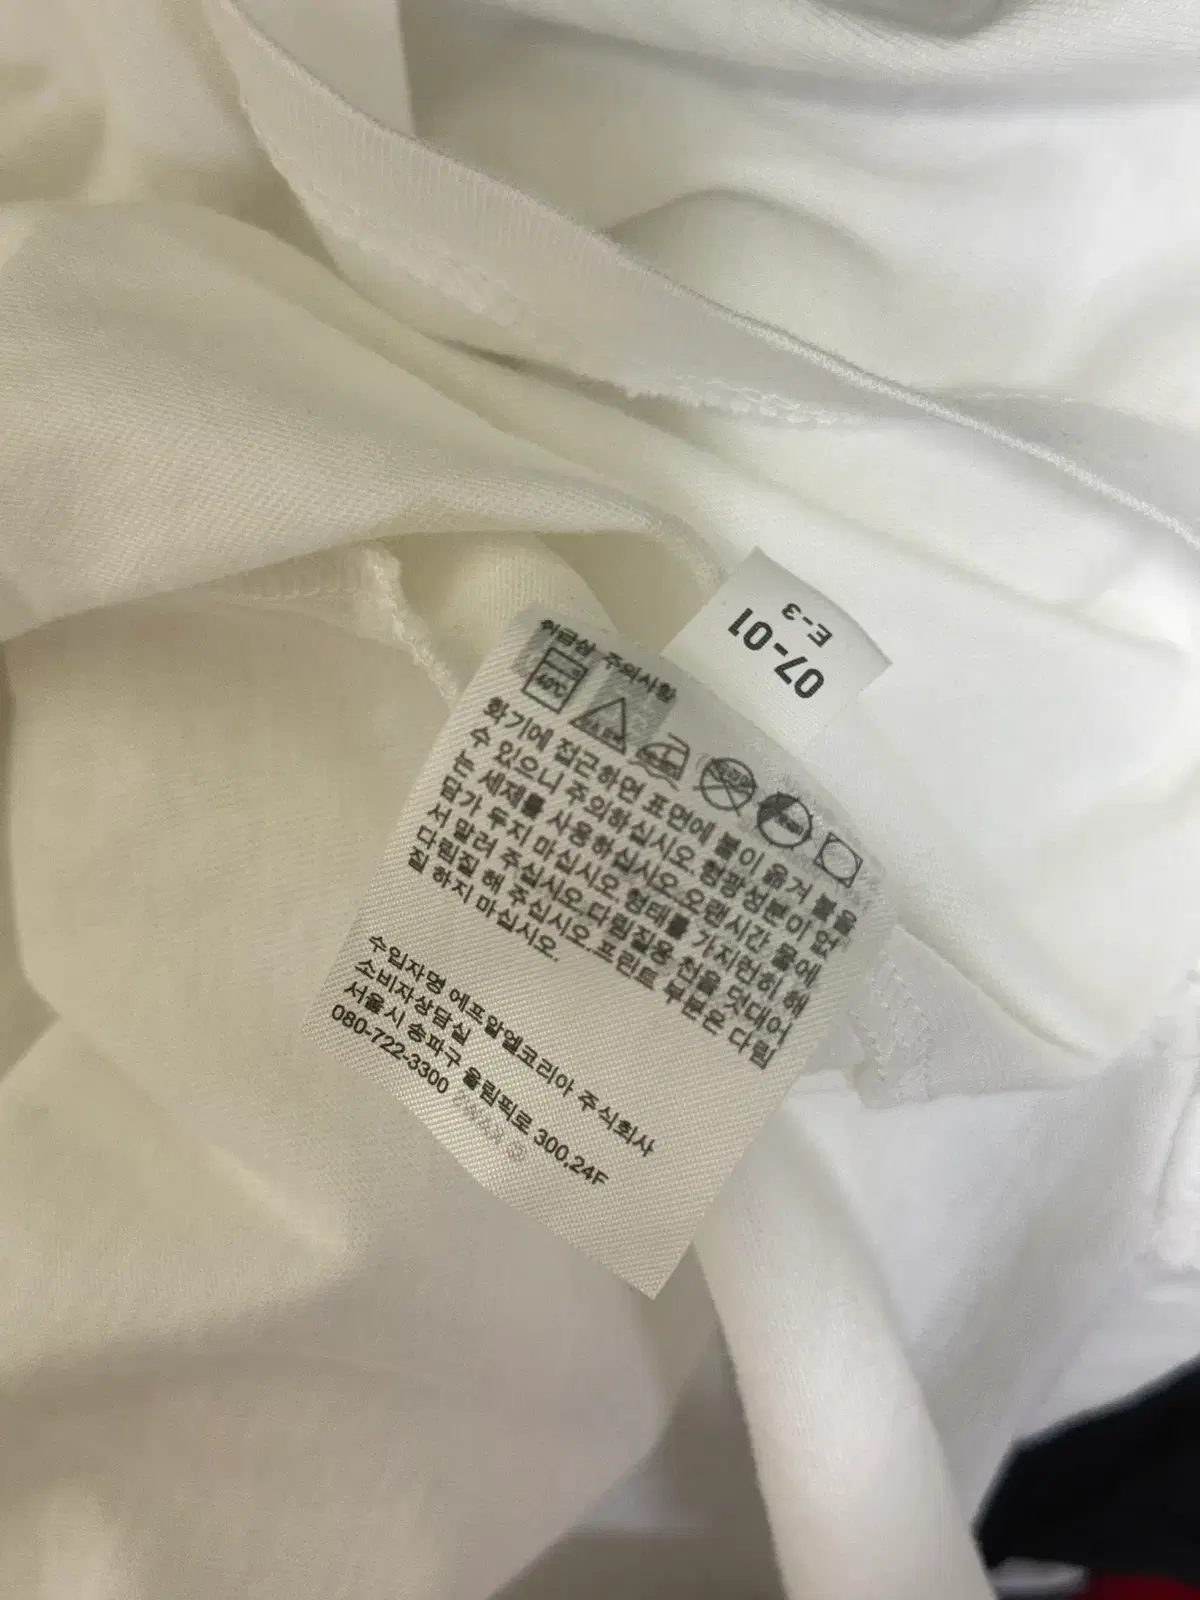 07-01
E-3
취급상 주의사항
40℃
화기에 접근하면 표면에 불이 옮겨 붙을
수 있으니 주의하십시오.형광성분이 없
는 세제를 사용하십시오.오랜시간 물에
담가 두지 마십시오 형태를 가지런히 해
서 말려 주십시오.다림질용 천을 덧대어
다림질 해 주십시오.프린트 부분은 다림
질 하지 마십시오.
수입자명 에프알엘코리아 주식회사
소비자상담실
서울시 송파구 올림픽로 300,24F
080-722-3300